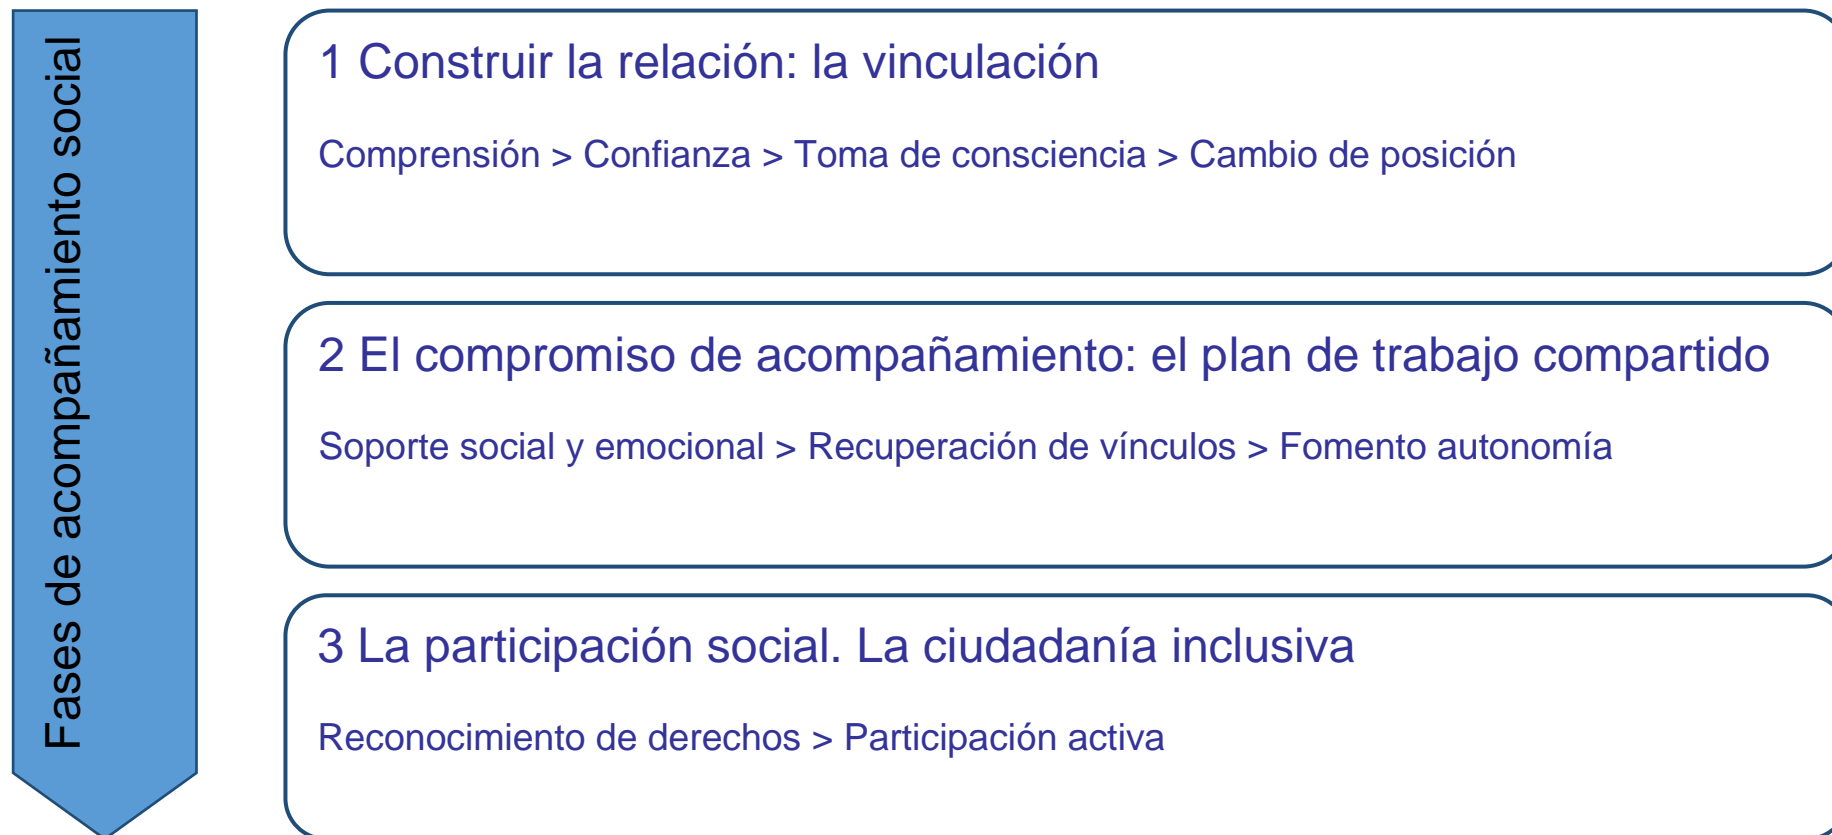 Fases de acompañamiento social
1 Construir la relación: la vinculación
Comprensión > Confianza > Toma de consciencia > Cambio de posición
2 El compromiso de acompañamiento: el plan de trabajo compartido
Soporte social y emocional > Recuperación de vínculos > Fomento autonomía
3 La participación social. La ciudadanía inclusiva
Reconocimiento de derechos > Participación activa